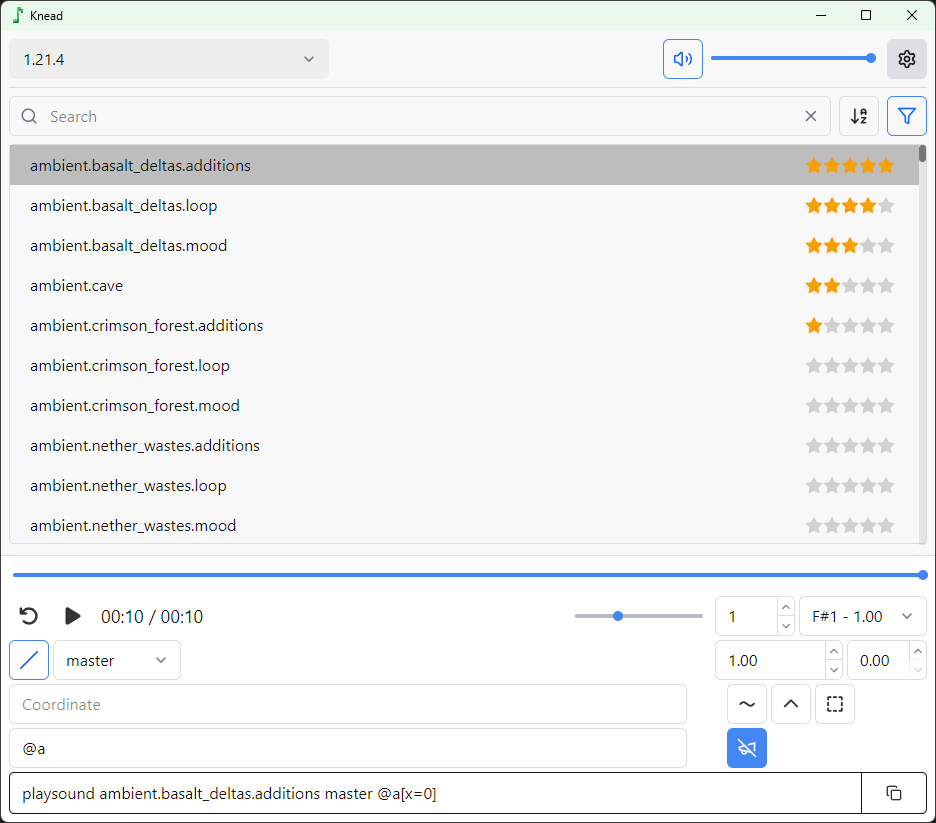 Knead
1.21.4
Search
ambient.basalt_deltas.additions
ambient.basalt_deltas.loop
ambient.basalt_deltas.mood
ambient.cave
ambient.crimson_forest.additions
ambient.crimson_forest.loop
ambient.crimson_forest.mood
ambient.nether_wastes.additions
ambient.nether_wastes.loop
ambient.nether_wastes.mood
00:10 / 00:10
1
F#1 - 1.00
master
1.00
0.00
Coordinate
@a
playsound ambient.basalt_deltas.additions master @a[x=0]